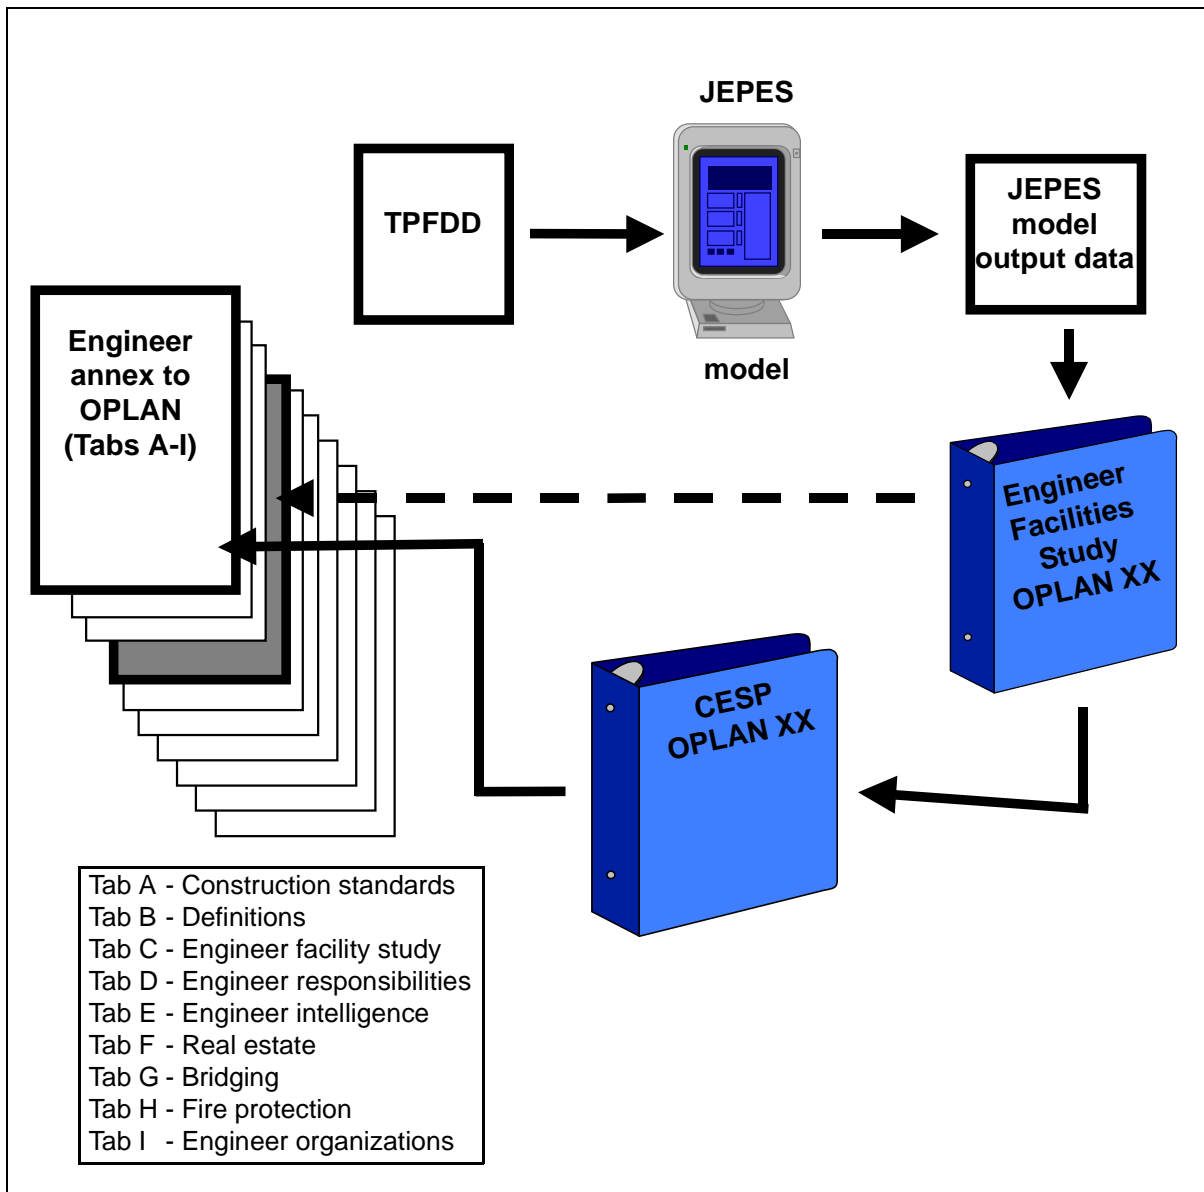 JEPES
TPFDD
JEPES
model
output data
model
Engineer
annex to
OPLAN
(Tabs A-I)
Engineer
Facilities
Study
OPLAN XX
CESP
OPLAN XX
Tab A - Construction standards
Tab B - Definitions
Tab C - Engineer facility study
Tab D - Engineer responsibilities
Tab E - Engineer intelligence
Tab F - Real estate
Tab G - Bridging
Tab H - Fire protection
Tab I - Engineer organizations